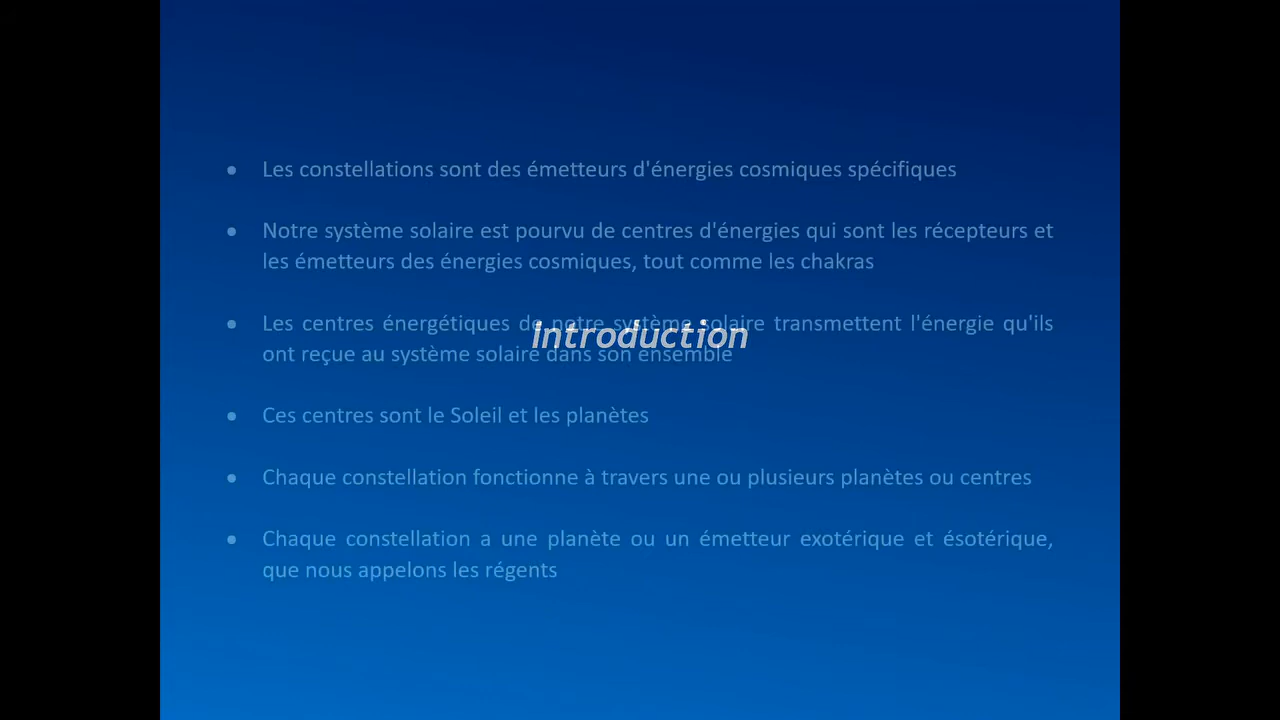 • Les constellations sont des émetteurs d'énergies cosmiques spécifiques
• Notre système solaire est pourvu de centres d'énergies qui sont les récepteurs et
les émetteurs des énergies cosmiques, tout comme les chakras
• Les centres énergétiques de notre système solaire transmettent l'énergie qu'ils
Introduction
ont reçue au système solaire dans son ensemble
• Ces centres sont le Soleil et les planètes
• Chaque constellation fonctionne à travers une ou plusieurs planètes ou centres
• Chaque constellation a une planète ou un émetteur exotérique et ésotérique,
que nous appelons les régents